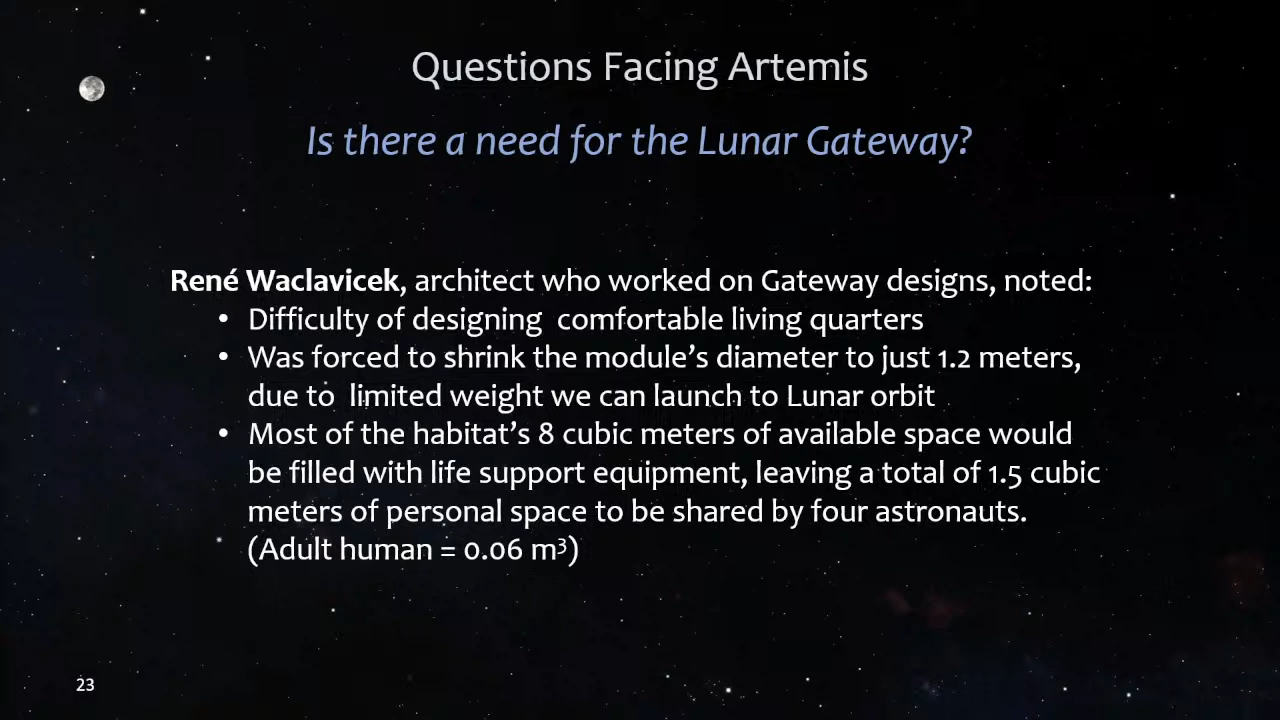 Questions Facing Artemis
Is there a need for the Lunar Gateway?
René Waclavicek, architect who worked on Gateway designs, noted:
• Difficulty of designing  comfortable living quarters
• Was forced to shrink the module's diameter to just 1.2 meters,
due to  limited weight we can launch to Lunar orbit
• Most of the habitat's 8 cubic meters of available space would
be filled with life support equipment, leaving a total of 1.5 cubic
meters of personal space to be shared by four astronauts.
(Adult human = 0.06 m³)
23